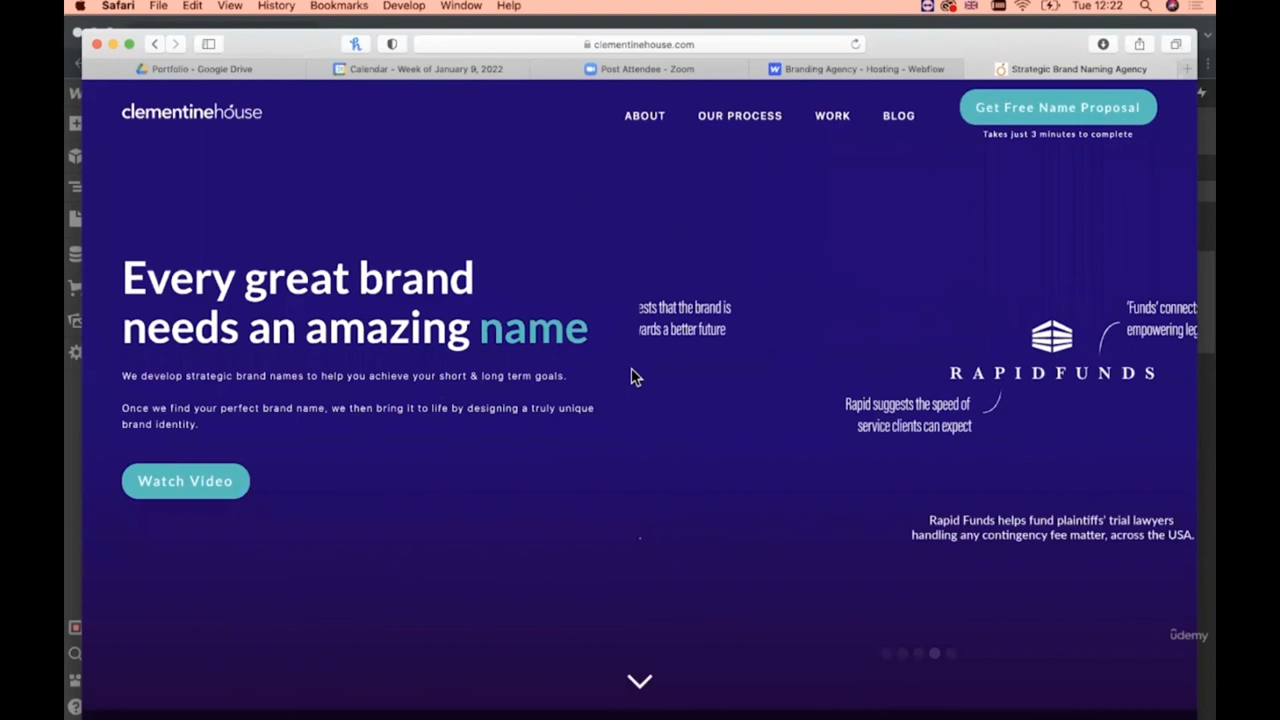 Safari File Edit View History Bookmarks Develop Window Help Tue 12:22
clementinehouse.com
Portfolio - Google Drive Calendar - Week of January 9, 2022 Post Attendee - Zoom Branding Agency - Hosting - Webflow Strategic Brand Naming Agency
clementinehouse
ABOUT OUR PROCESS WORK BLOG Get Free Name Proposal
Takes just 3 minutes to complete
Every great brand
needs an amazing name
We develop strategic brand names to help you achieve your short & long term goals.
Once we find your perfect brand name, we then bring it to life by designing a truly unique
brand identity.
Watch Video
that the brand is
a better future
'Funds'
empowering
RAPIDFUNDS
Rapid suggests the speed of
service clients can expect
Rapid Funds helps fund plaintiffs' trial lawyers
handling any contingency fee matter, across the USA.
ûdemy